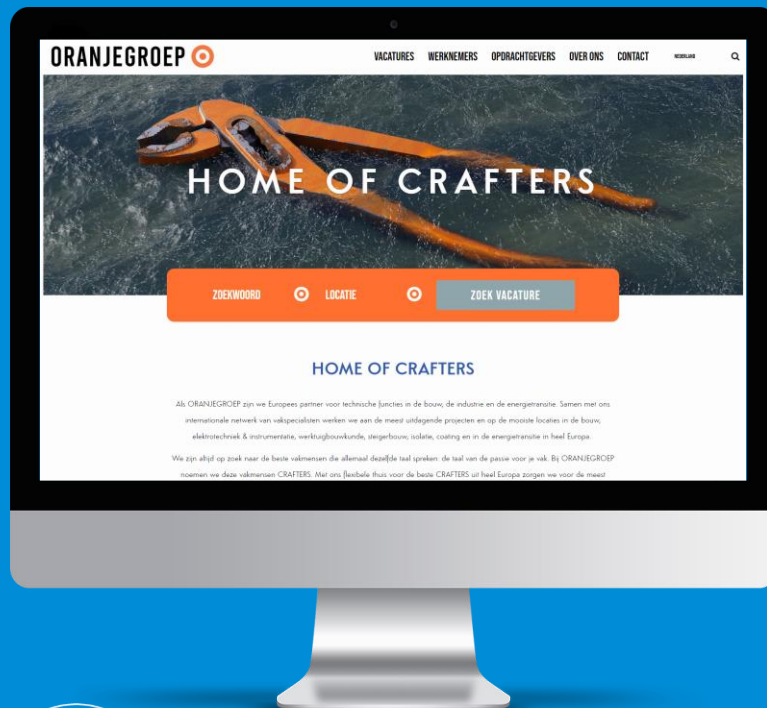 ORANJEGROEP
VACATURES WERKNEMERS OPDRACHTGEVERS OVER ONS CONTACT NEDERLAND
HOME OF CRAFTERS
ZOEKWOORD LOCATIE ZOEK VACATURE
HOME OF CRAFTERS
Als ORANJEGROEP zijn we Europees partner voor technische functies in de bouw, de industrie en de energietransitie. Samen met ons
internationale netwerk van vakspecialisten werken we aan de meest uitdagende projecten en op de mooiste locaties in de bouw,
elektrotechniek & instrumentatie, werktuigbouwkunde, steigerbouw, isolatie, coating en in de energietransitie in heel Europa.
We zijn altijd op zoek naar de beste vakmensen die allemaal dezelfde taal spreken: de taal van de passie voor je vak. Bij ORANJEGROEP
noemen we deze vakmensen CRAFTERS. Met ons flexibele thuis voor de beste CRAFTERS uit heel Europa zorgen we voor de meest